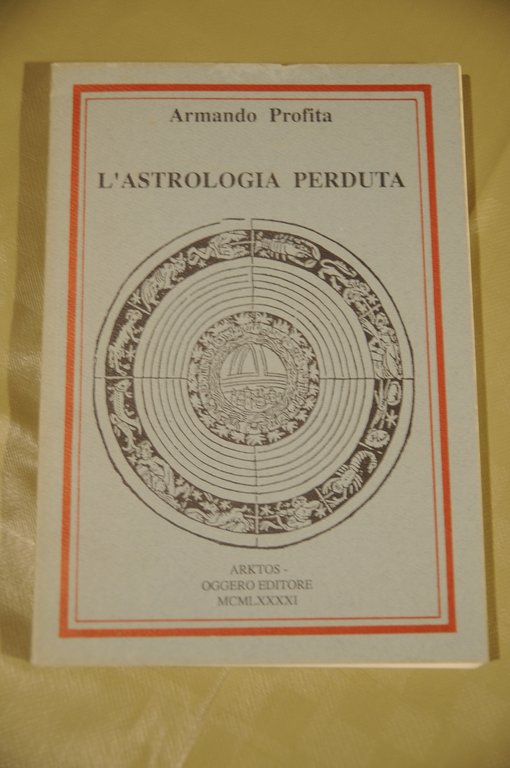 Armando Profita
L'ASTROLOGIA PERDUTA
ARKTOS -
OGGERO EDITORE
MCMLXXXXI